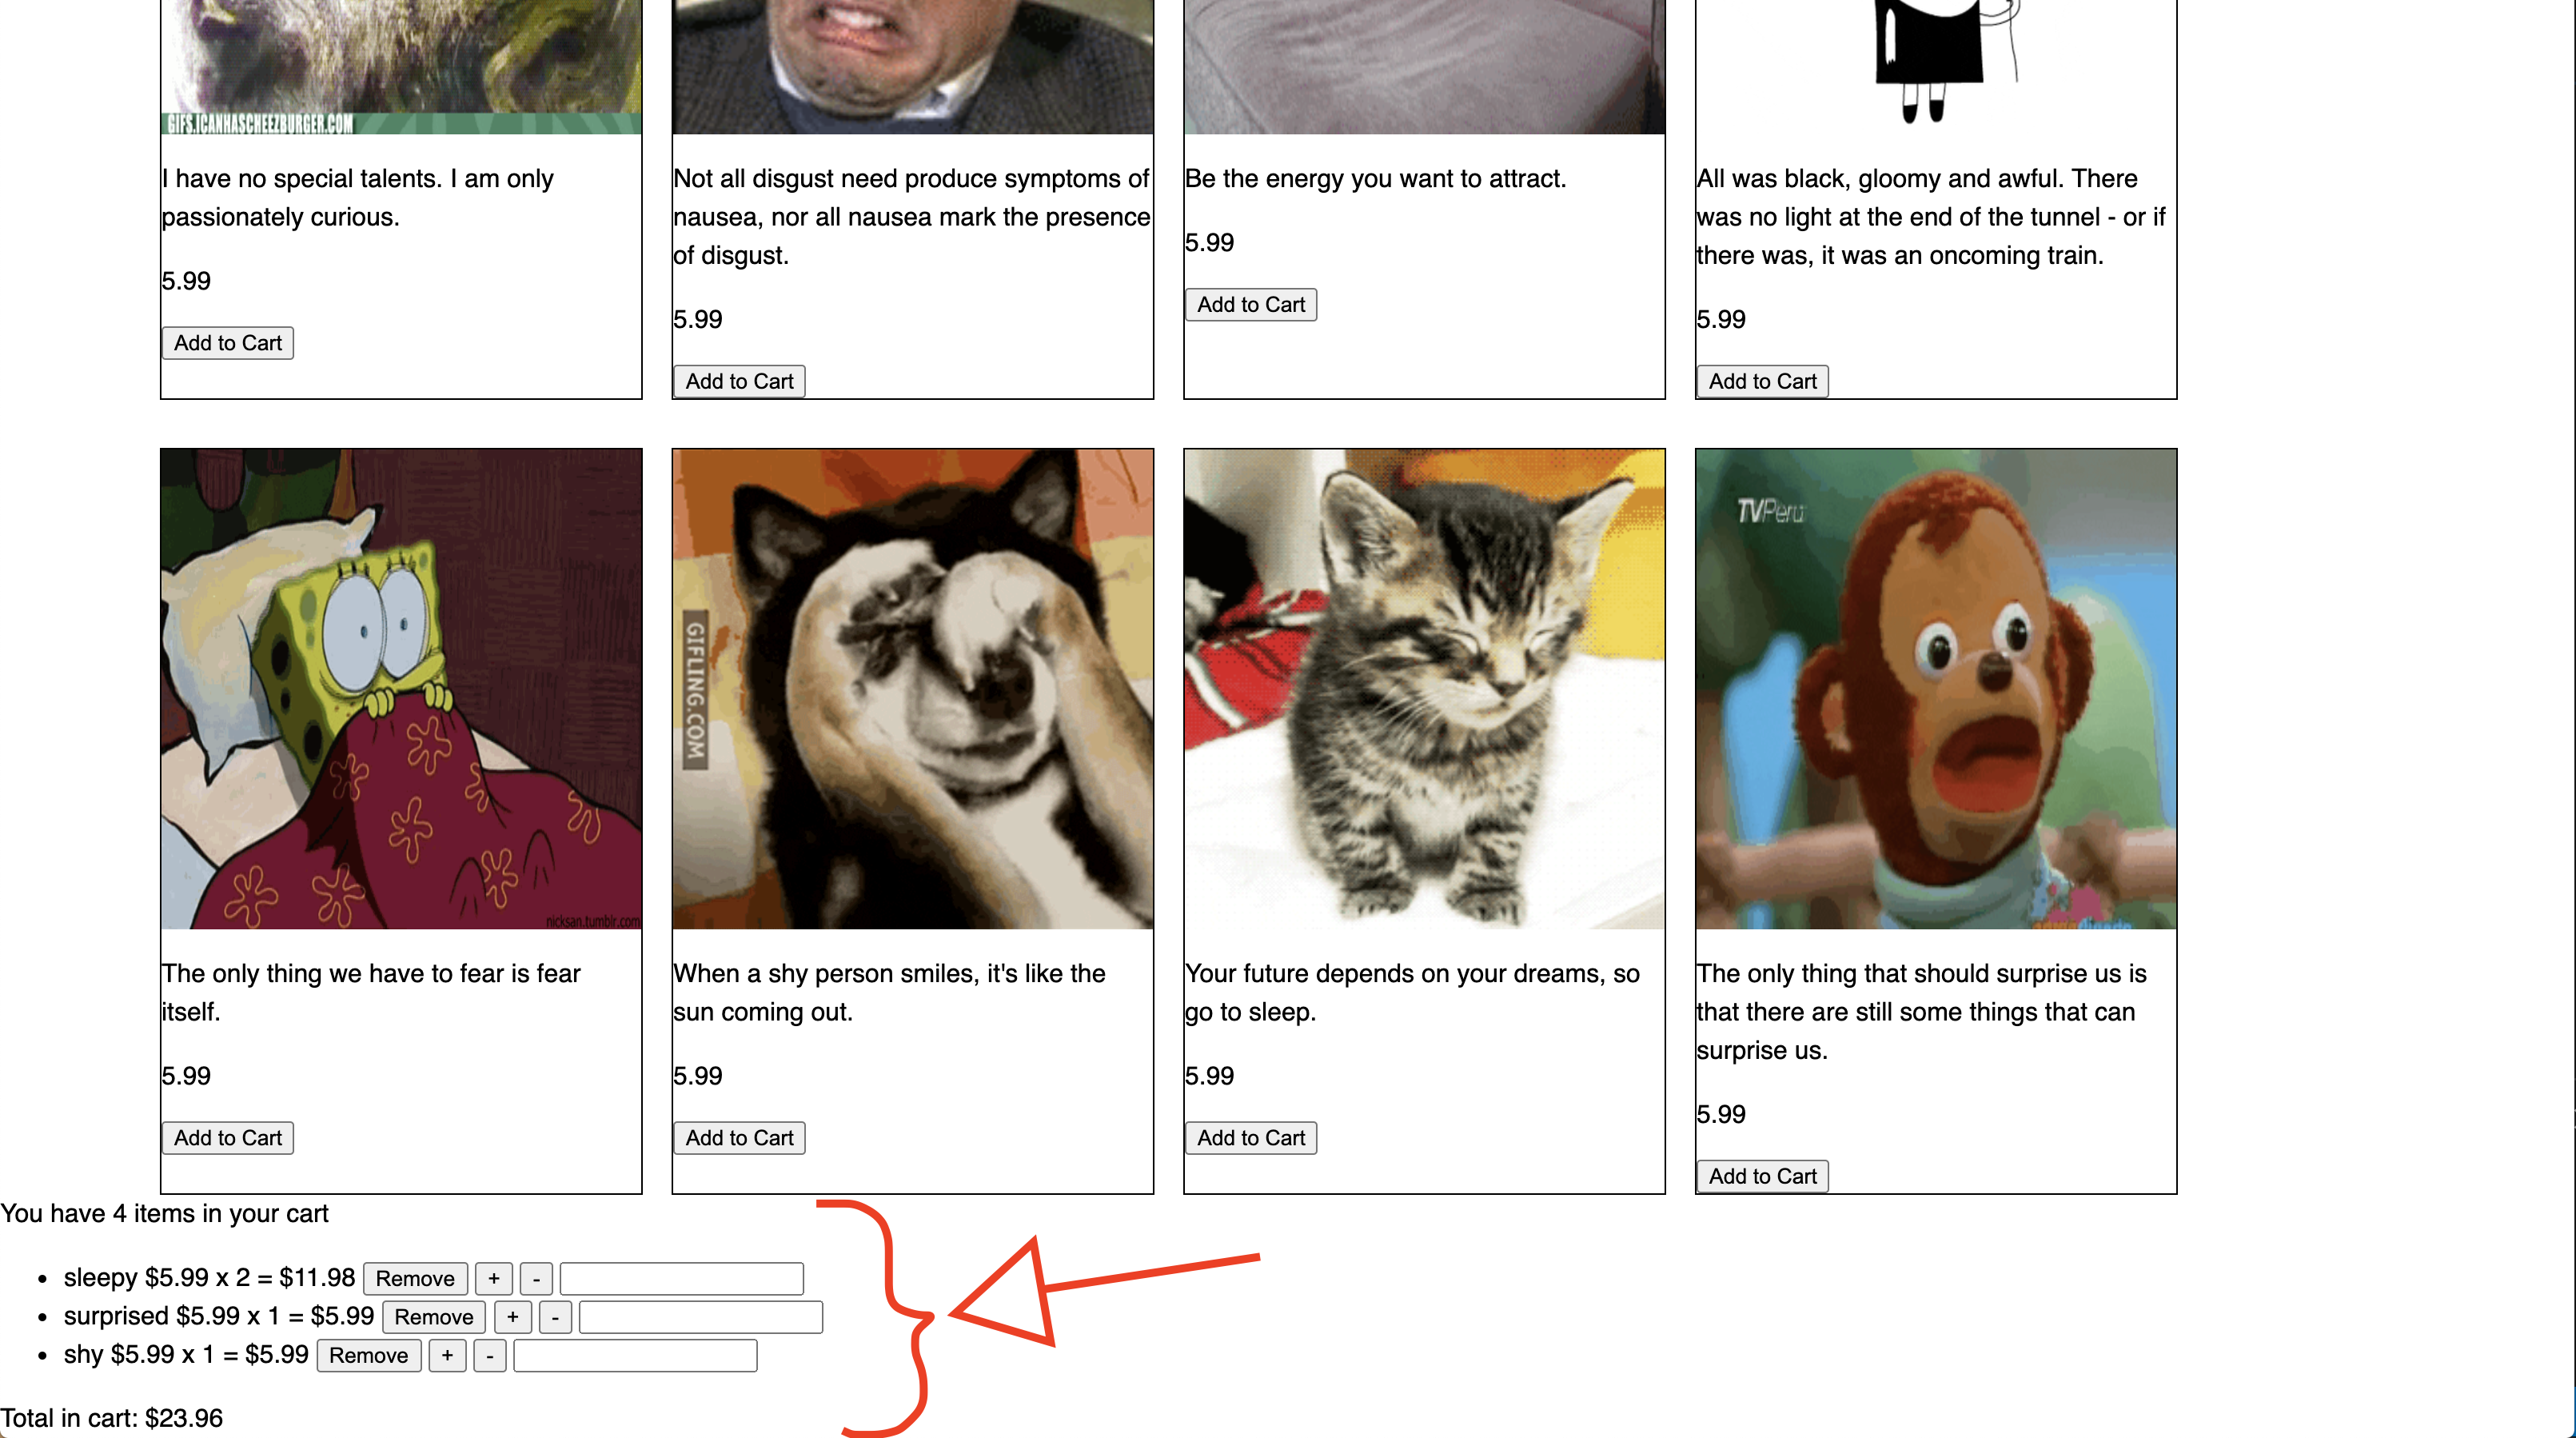 GIFS.ICANHASCHEEZBURGER.COM
I have no special talents. I am only
passionately curious.
5.99
Add to Cart
Not all disgust need produce symptoms of
nausea, nor all nausea mark the presence
of disgust.
5.99
Add to Cart
Be the energy you want to attract.
5.99
Add to Cart
All was black, gloomy and awful. There
was no light at the end of the tunnel - or if
there was, it was an oncoming train.
5.99
Add to Cart
nicksan.tumblr.com
The only thing we have to fear is fear
itself.
5.99
Add to Cart
GIFLING.COM
When a shy person smiles, it's like the
sun coming out.
5.99
Add to Cart
Your future depends on your dreams, so
go to sleep.
5.99
Add to Cart
TVPerú
The only thing that should surprise us is
that there are still some things that can
surprise us.
5.99
Add to Cart
You have 4 items in your cart
• sleepy $5.99 x 2 = $11.98 Remove + -
• surprised $5.99 x 1 = $5.99 Remove + -
• shy $5.99 x 1 = $5.99 Remove + -
Total in cart: $23.96